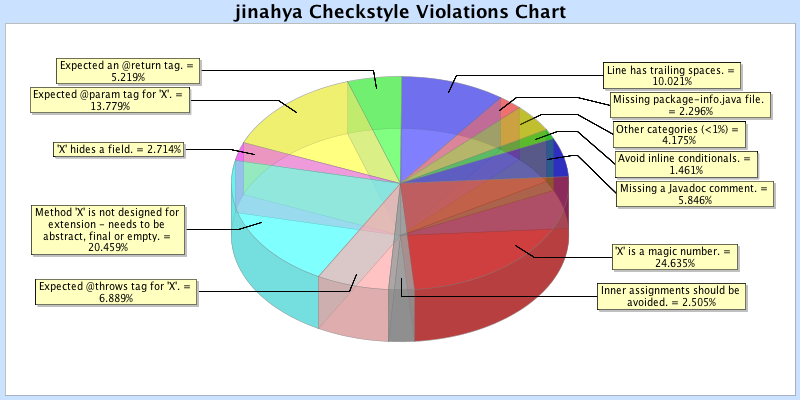 jinahya Checkstyle Violations Chart
Expected an @return tag. =
5.219%
Expected @param tag for 'X'. =
13.779%
'X' hides a field. = 2.714%
Method 'X' is not designed for
extension - needs to be
abstract, final or empty. =
20.459%
Expected @throws tag for 'X'. =
6.889%
Line has trailing spaces. =
10.021%
Missing package-info.java file.
= 2.296%
Other categories (<1%) =
4.175%
Avoid inline conditionals. =
1.461%
Missing a Javadoc comment. =
5.846%
'X' is a magic number. =
24.635%
Inner assignments should be
avoided. = 2.505%